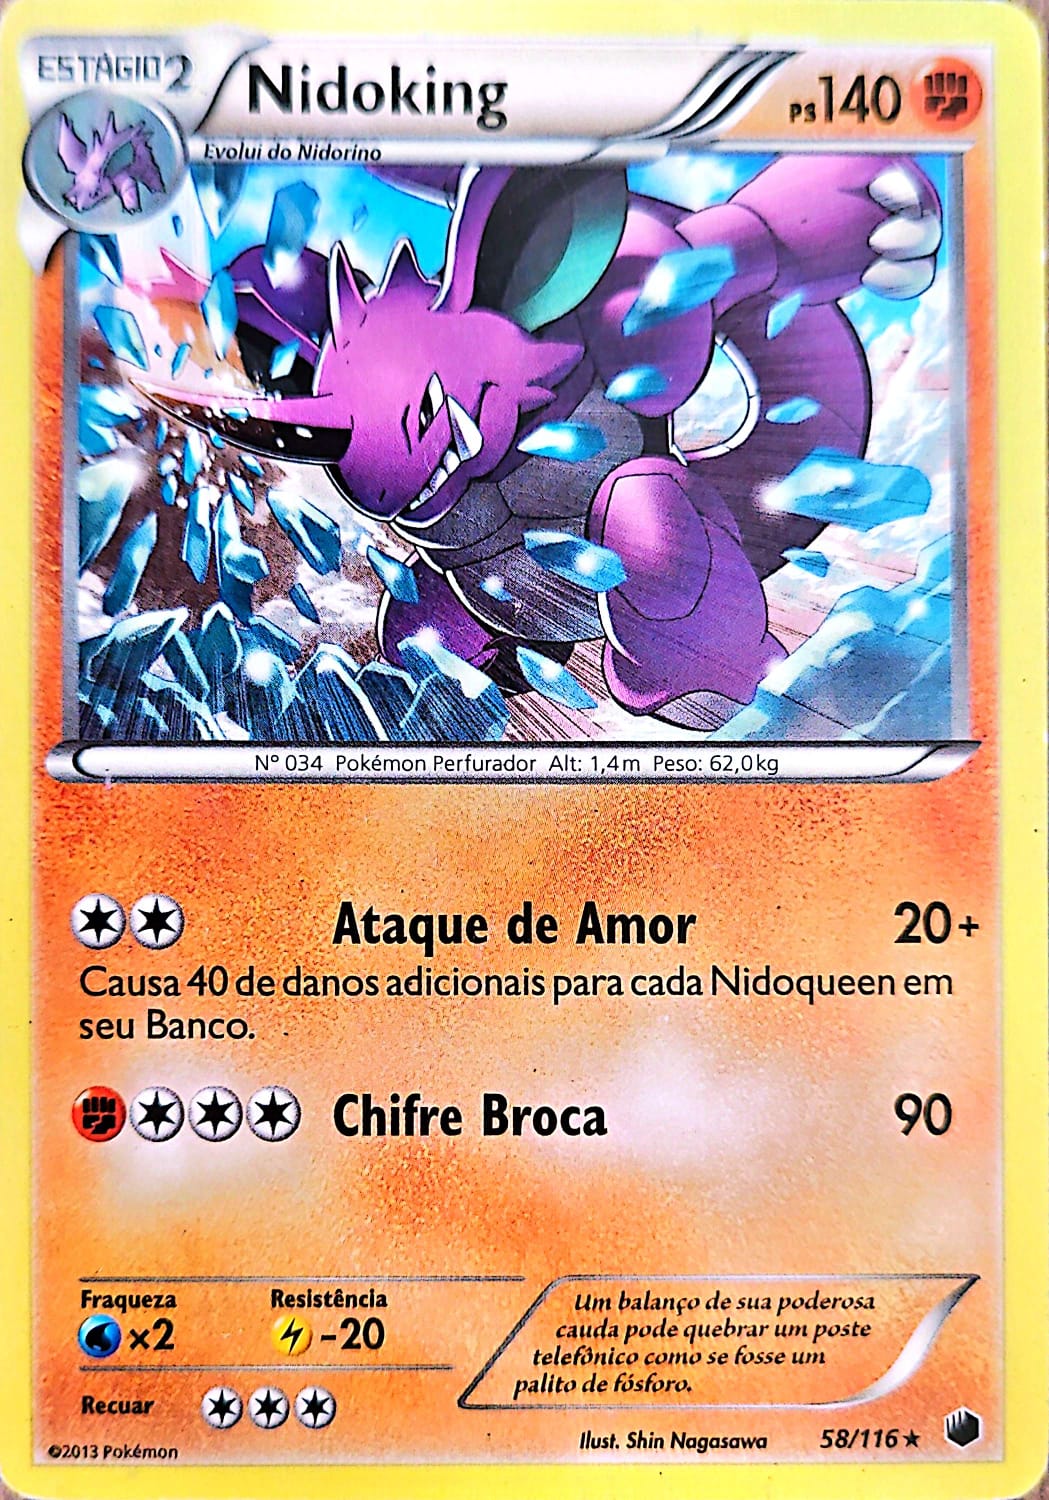 ESTÁGIO 2
Nidoking
PS 140
Evolui do Nidorino
Nº 034 Pokémon Perfurador Alt: 1,4m Peso: 62,0kg
Ataque de Amor 20+
Causa 40 de danos adicionais para cada Nidoqueen em
seu Banco.
Chifre Broca 90
Fraqueza
x2
Resistência
-20
Recuar
Um balanço de sua poderosa
cauda pode quebrar um poste
telefônico como se fosse um
palito de fósforo.
©2013 Pokémon
Ilust. Shin Nagasawa
58/116★